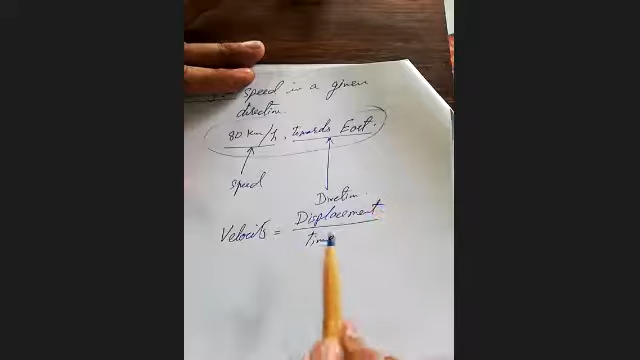 speed in a given
direction.
80 km/h, towards East.
speed
Direction.
Velocity = Displacement
time